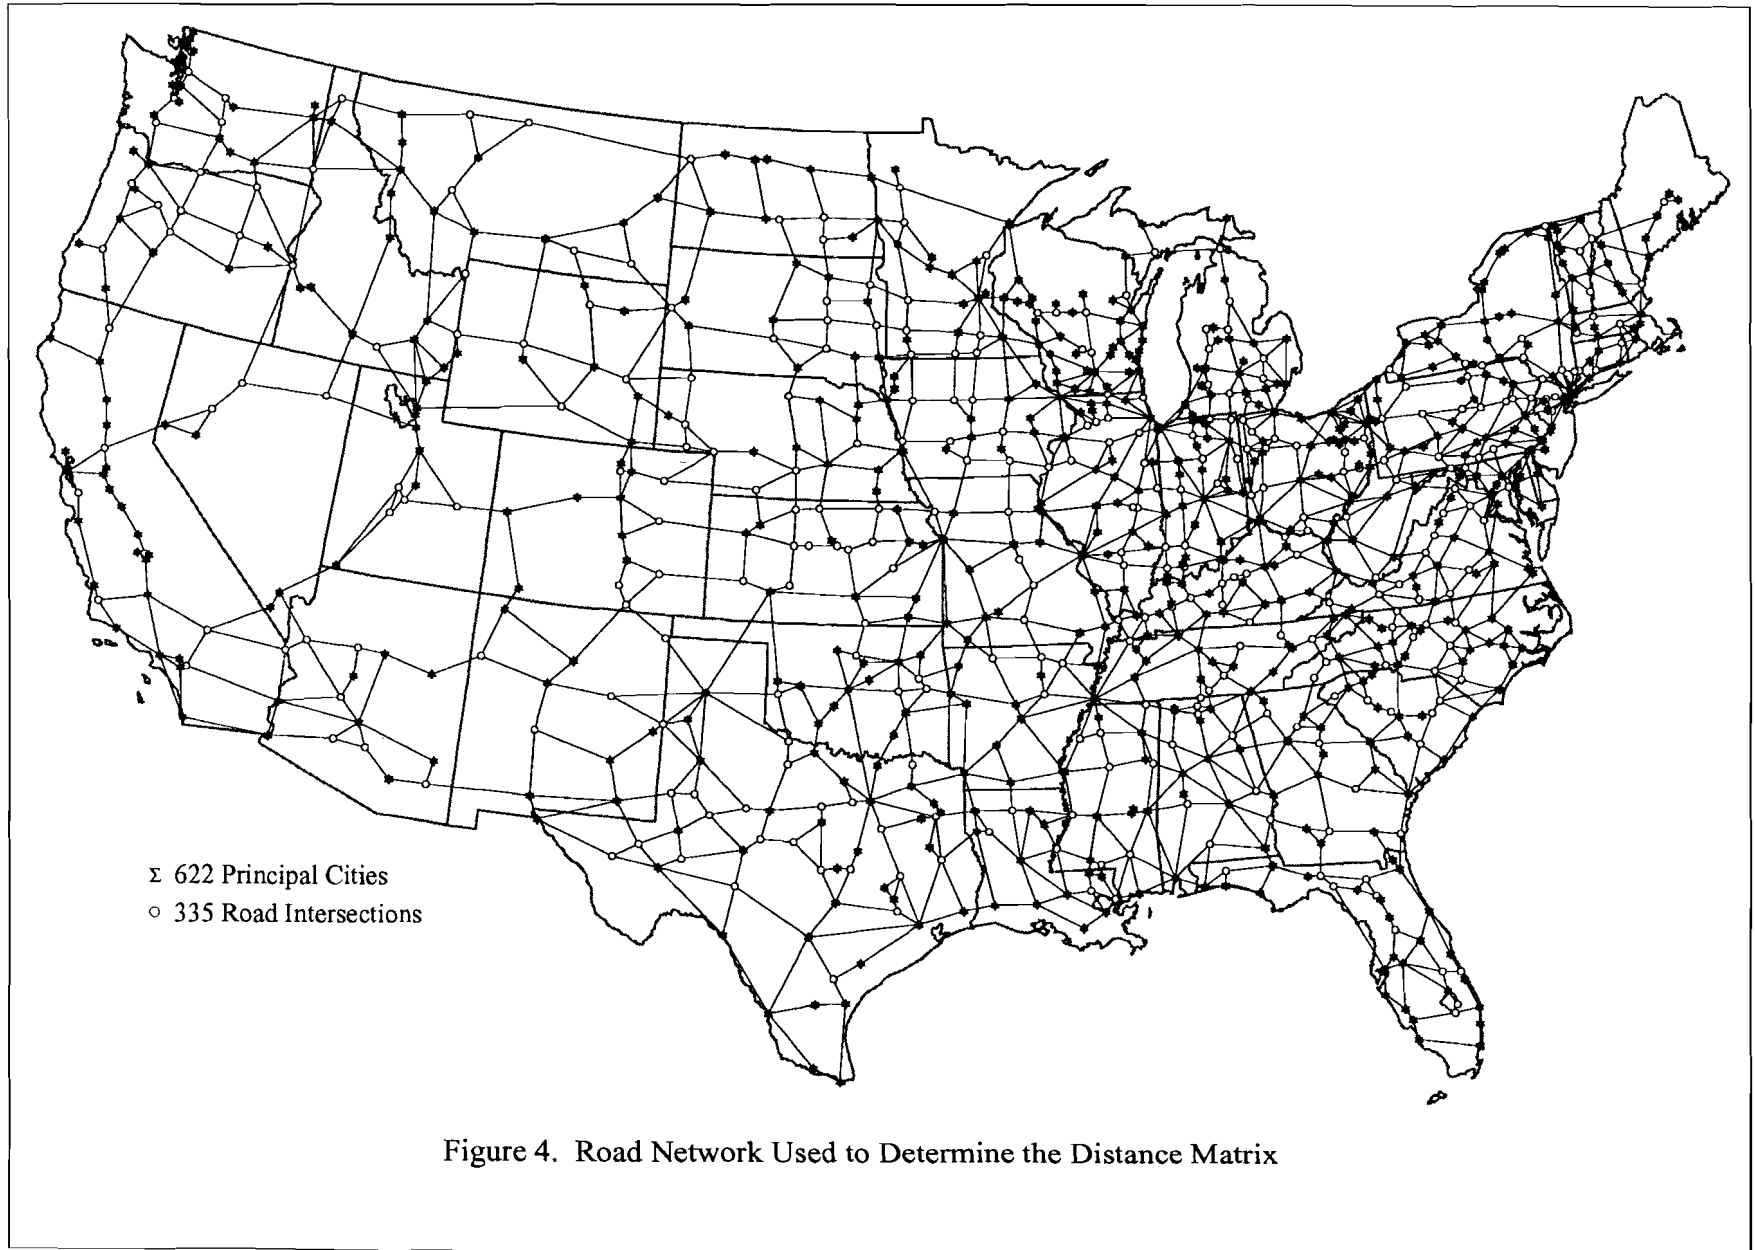 Σ 622 Principal Cities
○ 335 Road Intersections
Figure 4. Road Network Used to Determine the Distance Matrix